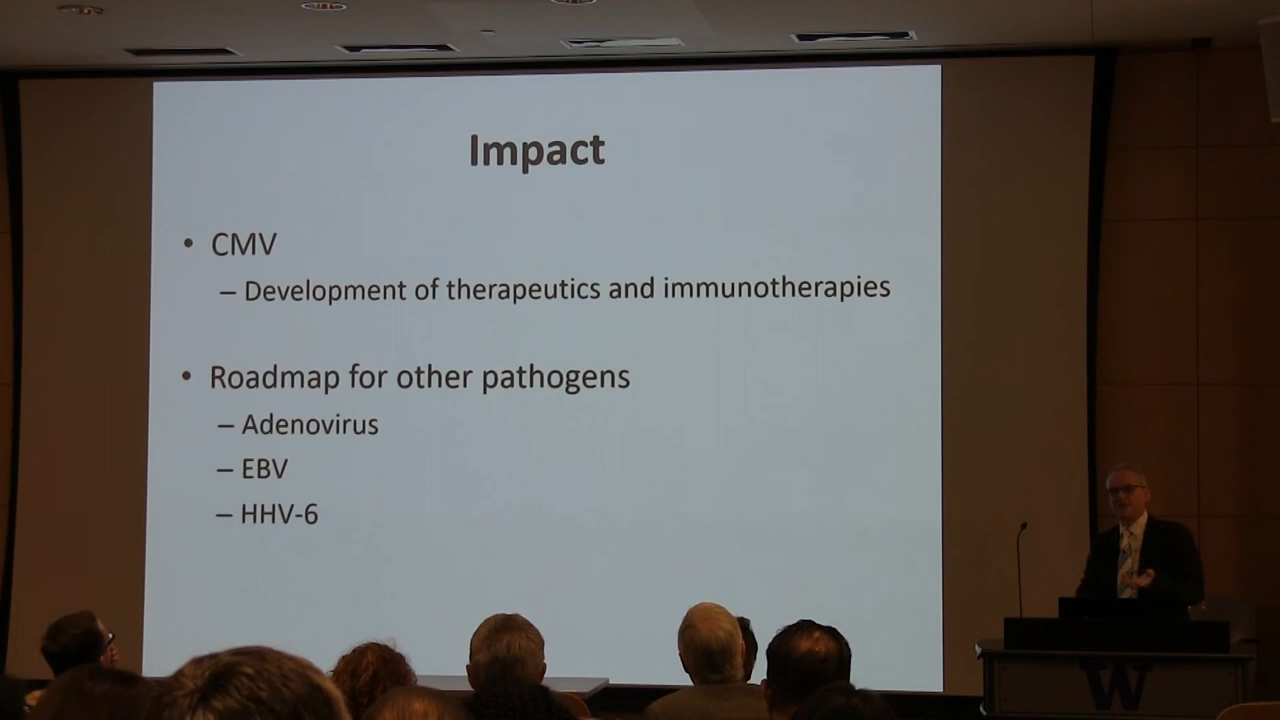 Impact
• CMV
– Development of therapeutics and immunotherapies
• Roadmap for other pathogens
– Adenovirus
– EBV
– HHV-6
W